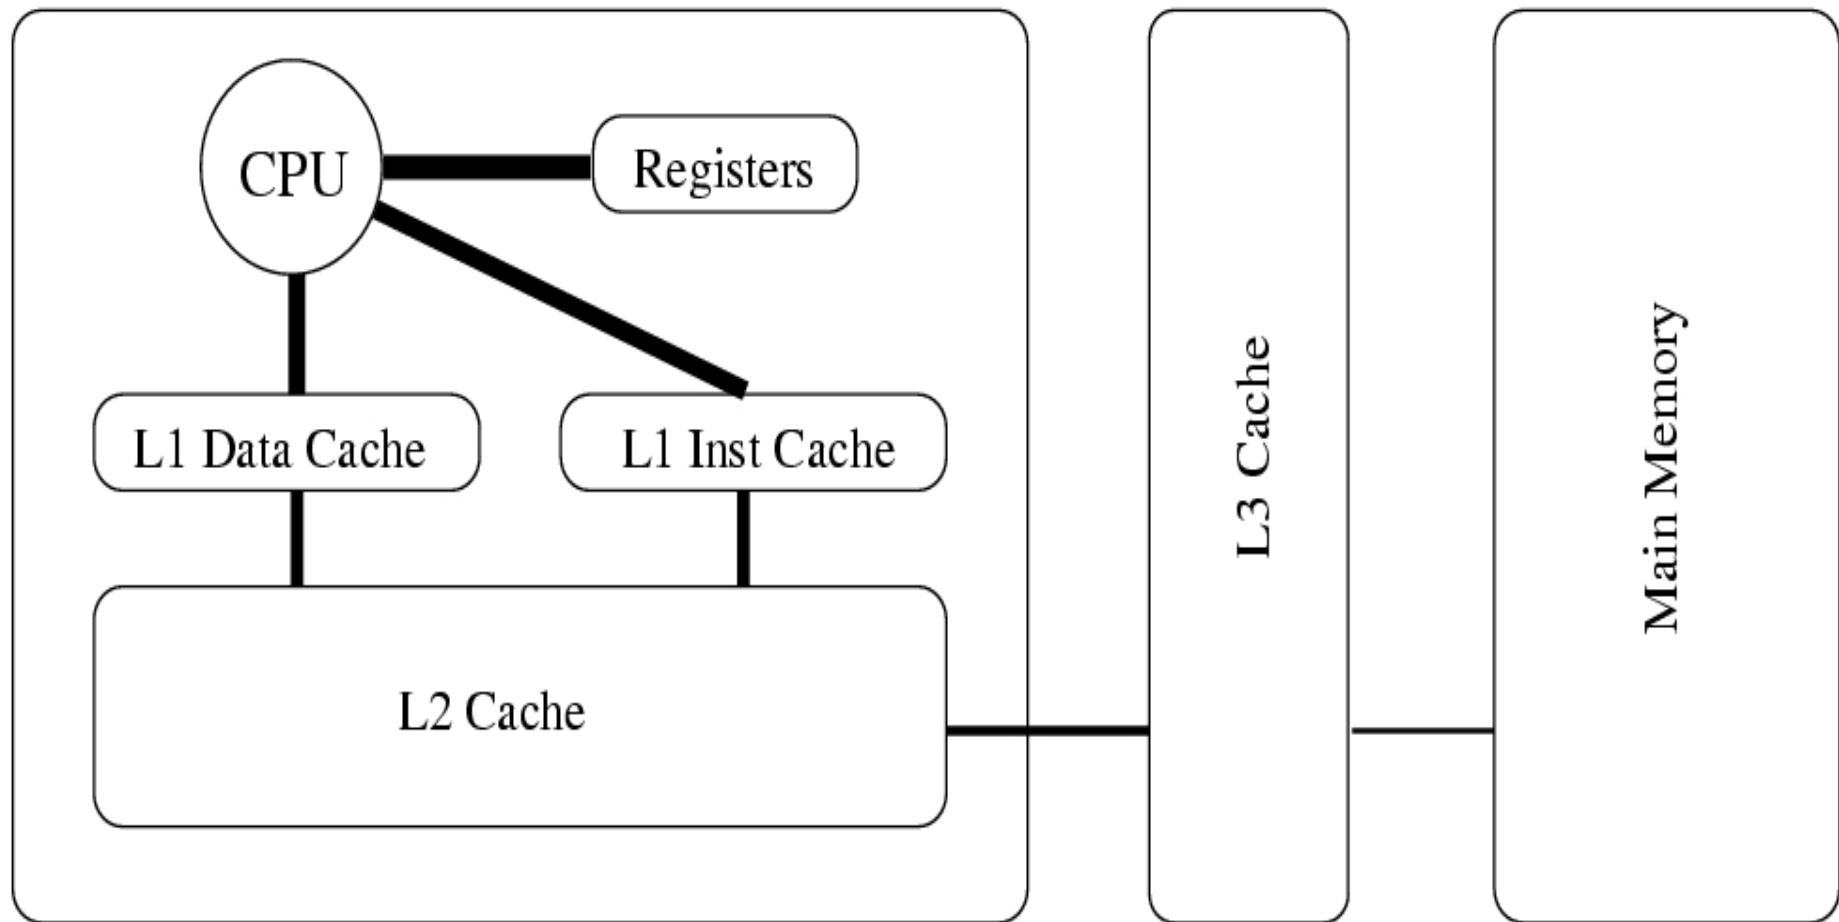 CPU
Registers
L1 Data Cache
L1 Inst Cache
L2 Cache
L3 Cache
Main Memory